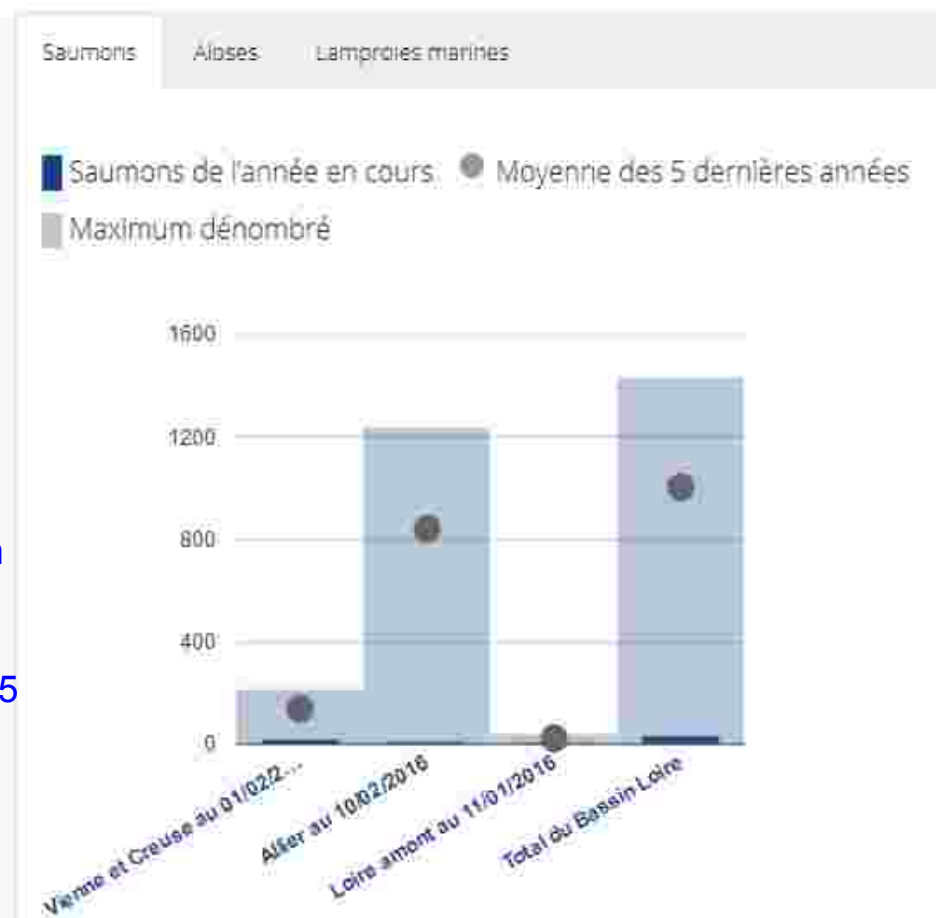 Saumons Aloses Lamproies marines
Saumons de l'année en cours Moyenne des 5 dernières années
Maximum dénombré
1600
1200
800
400
0
Vienne et Creuse au 01/02/2...
Allier au 10/02/2016
Loire amont au 11/01/2016
Total du Bassin Loire
5